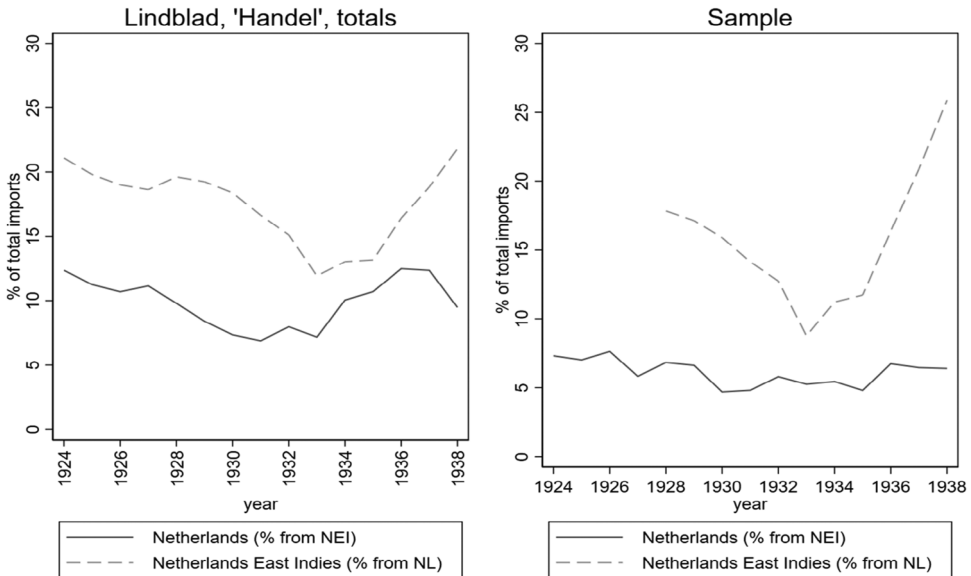 Lindblad, 'Handel', totals
% of total imports
30
25
20
15
10
5
0
1924
1926
1928
1930
1932
1934
1936
1938
year
Netherlands (% from NEI)
Netherlands East Indies (% from NL)
Sample
% of total imports
30
25
20
15
10
5
0
1924 1926 1928 1930 1932 1934 1936 1938
year
Netherlands (% from NEI)
Netherlands East Indies (% from NL)